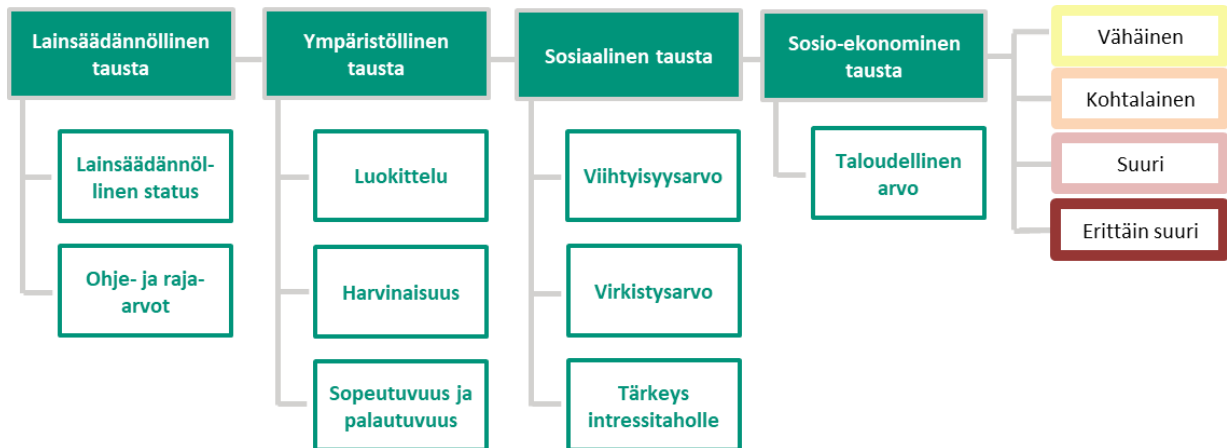 Lainsäädännöllinen
tausta
Lainsäädännöl-
linen status
Ohje- ja raja-
arvot
Ympäristöllinen
tausta
Luokittelu
Harvinaisuus
Sopeutuvuus ja
palautuvuus
Sosiaalinen tausta
Viihtyisyysarvo
Virkistysarvo
Tärkeys
intressitaholle
Sosio-ekonominen
tausta
Taloudellinen
arvo
Vähäinen
Kohtalainen
Suuri
Erittäin suuri